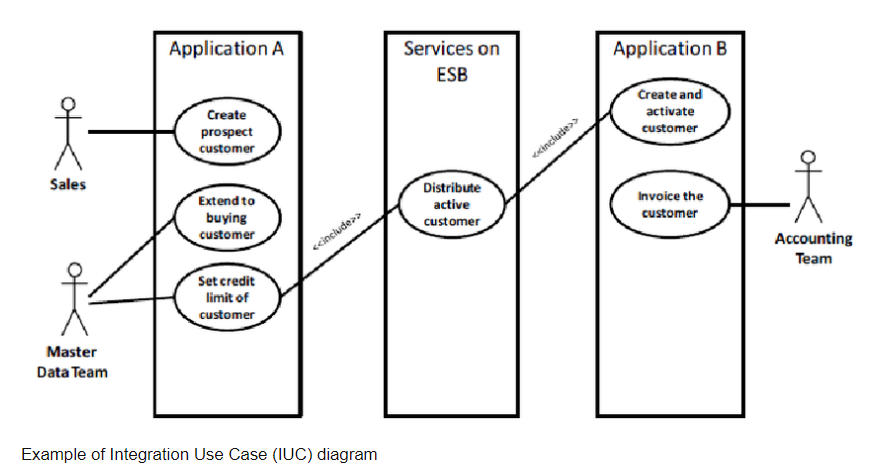 Application A
Services on
ESB
Application B
Create
prospect
customer
Sales
Extend to
buying
customer
Set credit
limit of
customer
Master
Data Team
<<include>>
Distribute
active
customer
<<include>>
Create and
activate
customer
Invoice the
customer
Accounting
Team
Example of Integration Use Case (IUC) diagram